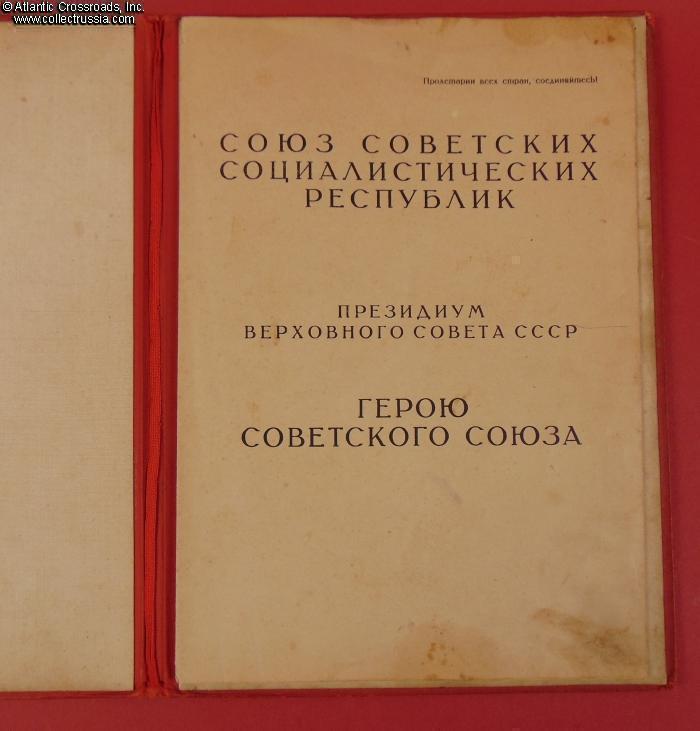 © Atlantic Crossroads, Inc.
www.collectrussia.com
Пролетарии всех стран, соединяйтесь!
СОЮЗ СОВЕТСКИХ
СОЦИАЛИСТИЧЕСКИХ
РЕСПУБЛИК
ПРЕЗИДИУМ
ВЕРХОВНОГО СОВЕТА СССР
ГЕРОЮ
СОВЕТСКОГО СОЮЗА